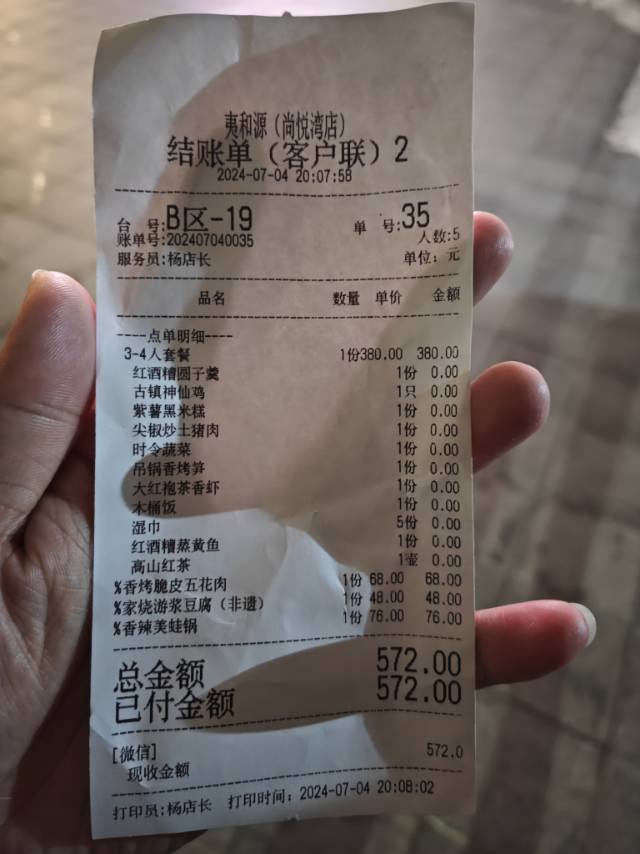 夷和源（尚悦湾店）
结账单（客户联）2
2024-07-04 20:07:58
台 号:B区-19 单 号:35
账单号:202407040035 人数:5
服务员:杨店长 单位: 元
品名 数量 单价 金额
-----点单明细----
3-4人套餐 1份380.00 380.00
红酒糟圆子羹 1份 0.00
古镇神仙鸡 1只 0.00
紫薯黑米糕 1份 0.00
尖椒炒土猪肉 1份 0.00
时令蔬菜 1份 0.00
吊锅香烤笋 1份 0.00
大红袍茶香虾 1份 0.00
木桶饭 1份 0.00
湿巾 5份 0.00
红酒糟蒸黄鱼 1份 0.00
高山红茶 1壶 0.00
%香烤脆皮五花肉 1份 68.00 68.00
%家烧游浆豆腐（非遗） 1份 48.00 48.00
%香辣美蛙锅 1份 76.00 76.00
总金额 572.00
已付金额 572.00
[微信] 572.0
现收金额
打印员:杨店长 打印时间: 2024-07-04 20:08:02